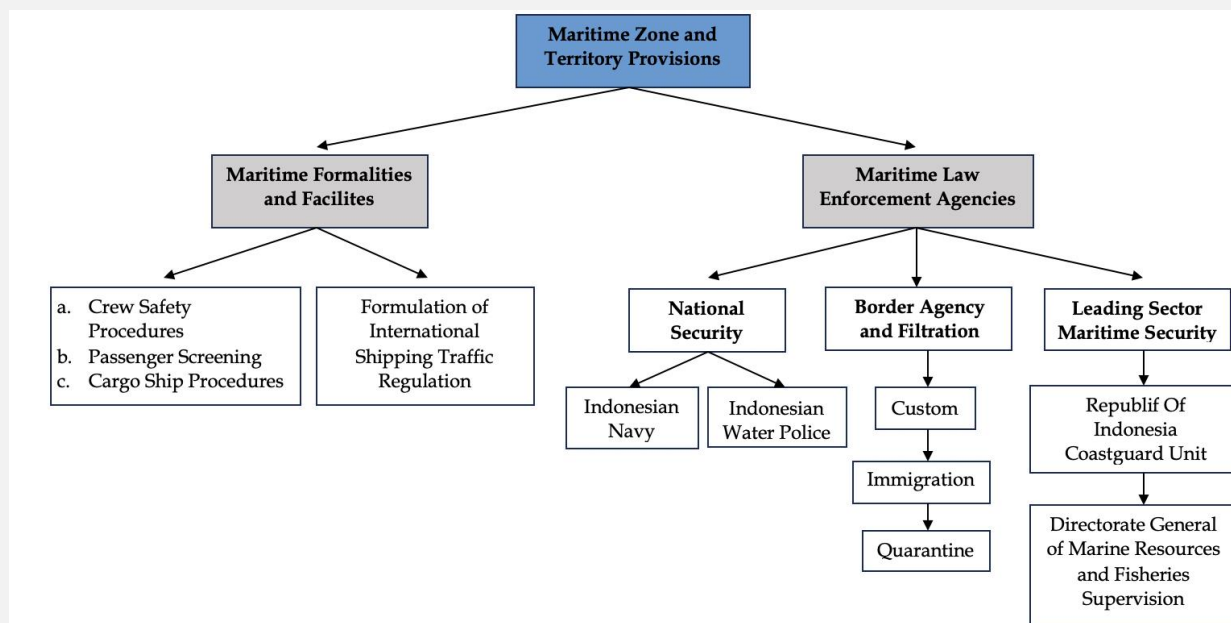 Maritime Zone and
Territory Provisions
Maritime Formalities
and Facilites
Maritime Law
Enforcement Agencies
a. Crew Safety
Procedures
b. Passenger Screening
c. Cargo Ship Procedures
Formulation of
International
Shipping Traffic
Regulation
National
Security
Border Agency
and Filtration
Leading Sector
Maritime Security
Indonesian
Navy
Indonesian
Water Police
Custom
Immigration
Quarantine
Republif Of
Indonesia
Coastguard Unit
Directorate General
of Marine Resources
and Fisheries
Supervision